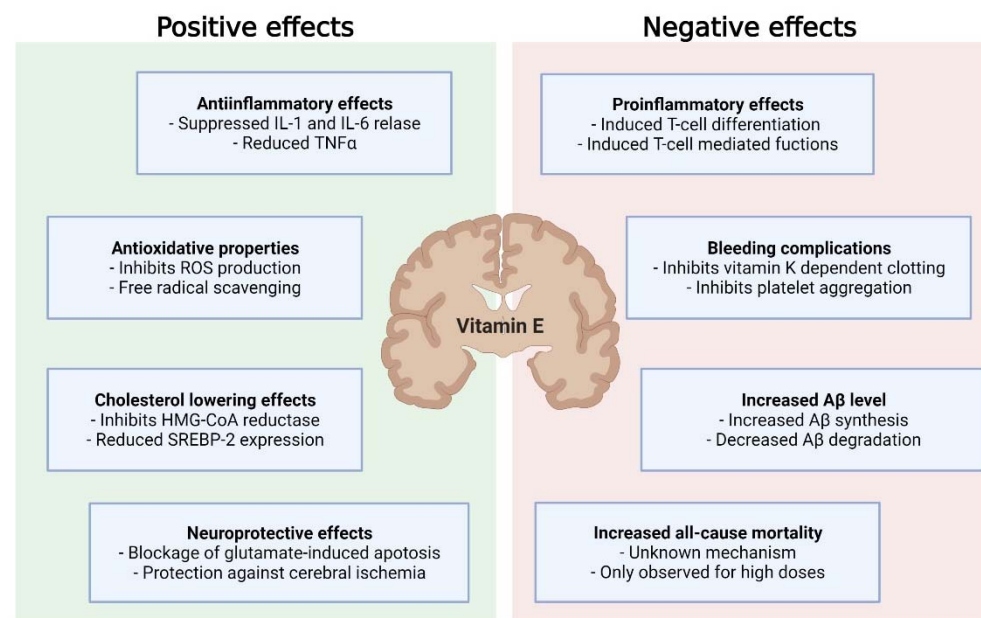 Positive effects
Antiinflammatory effects
- Suppressed IL-1 and IL-6 relase
- Reduced TNFα
Antioxidative properties
- Inhibits ROS production
- Free radical scavenging
Cholesterol lowering effects
- Inhibits HMG-CoA reductase
- Reduced SREBP-2 expression
Neuroprotective effects
- Blockage of glutamate-induced apotosis
- Protection against cerebral ischemia
Vitamin E
Negative effects
Proinflammatory effects
- Induced T-cell differentiation
- Induced T-cell mediated fuctions
Bleeding complications
- Inhibits vitamin K dependent clotting
- Inhibits platelet aggregation
Increased Aβ level
- Increased Aβ synthesis
- Decreased Aβ degradation
Increased all-cause mortality
- Unknown mechanism
- Only observed for high doses